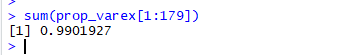 >
> sum(prop_varex[1:179])
[1] 0.9901927
>